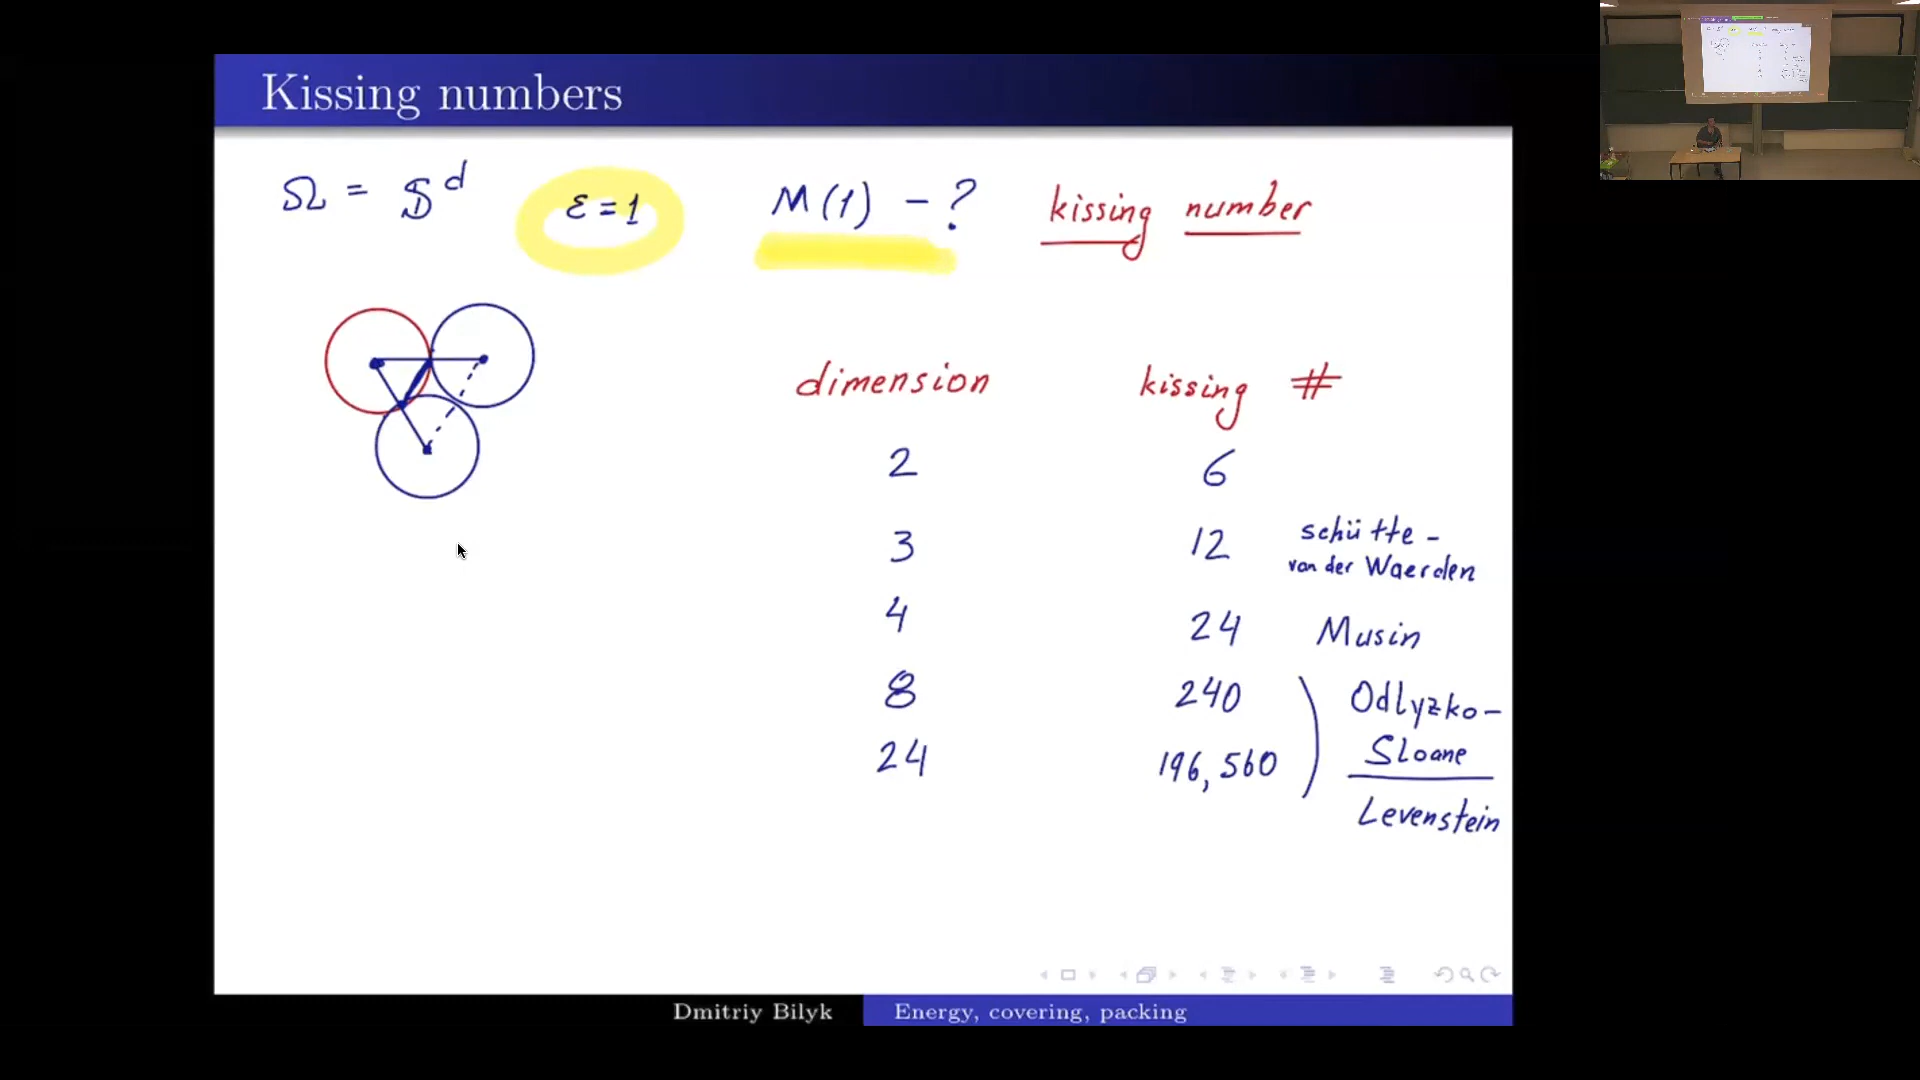 Kissing numbers
Ω = 𝕊^d ε = 1 M(1) - ? kissing number
dimension kissing #
2 6
3 12 schütte - van der Waerden
4 24 Musin
8 240
24 196,560
Odlyzko -
Sloane
Levenstein
Dmitriy Bilyk Energy, covering, packing